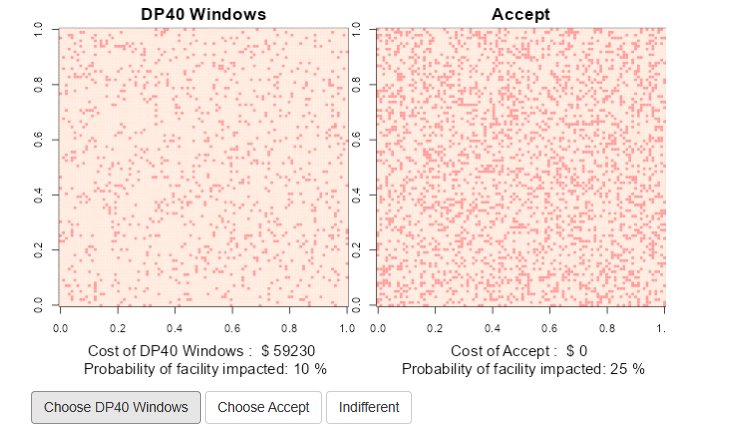 DP40 Windows
Accept
1.0
0.8
0.6
0.4
0.2
0.0
0.0 0.2 0.4 0.6 0.8 1.0
1.0
0.8
0.6
0.4
0.2
0.0
0.0 0.2 0.4 0.6 0.8 1.
Cost of DP40 Windows : $ 59230
Probability of facility impacted: 10 %
Cost of Accept : $ 0
Probability of facility impacted: 25 %
Choose DP40 Windows
Choose Accept
Indifferent